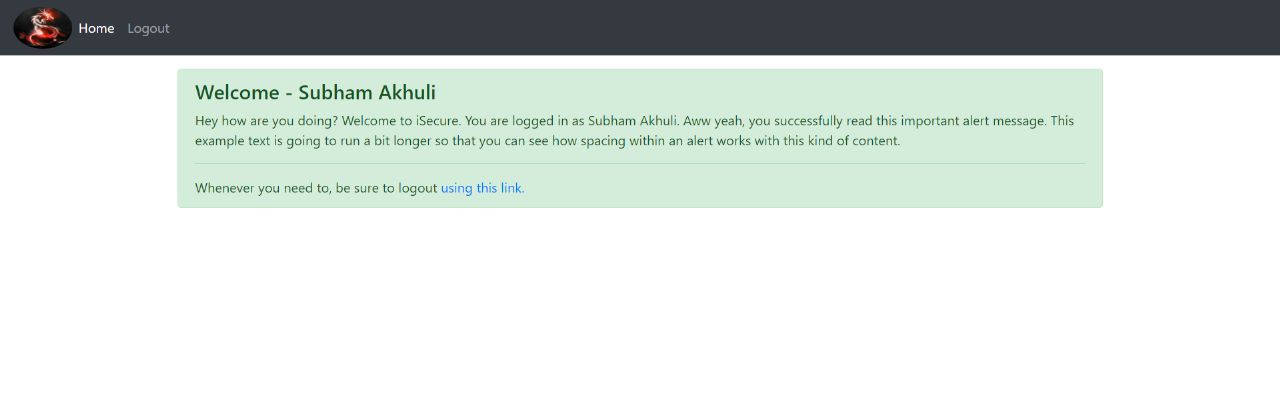 Home Logout
Welcome - Subham Akhuli
Hey how are you doing? Welcome to iSecure. You are logged in as Subham Akhuli. Aww yeah, you successfully read this important alert message. This
example text is going to run a bit longer so that you can see how spacing within an alert works with this kind of content.
Whenever you need to, be sure to logout using this link.